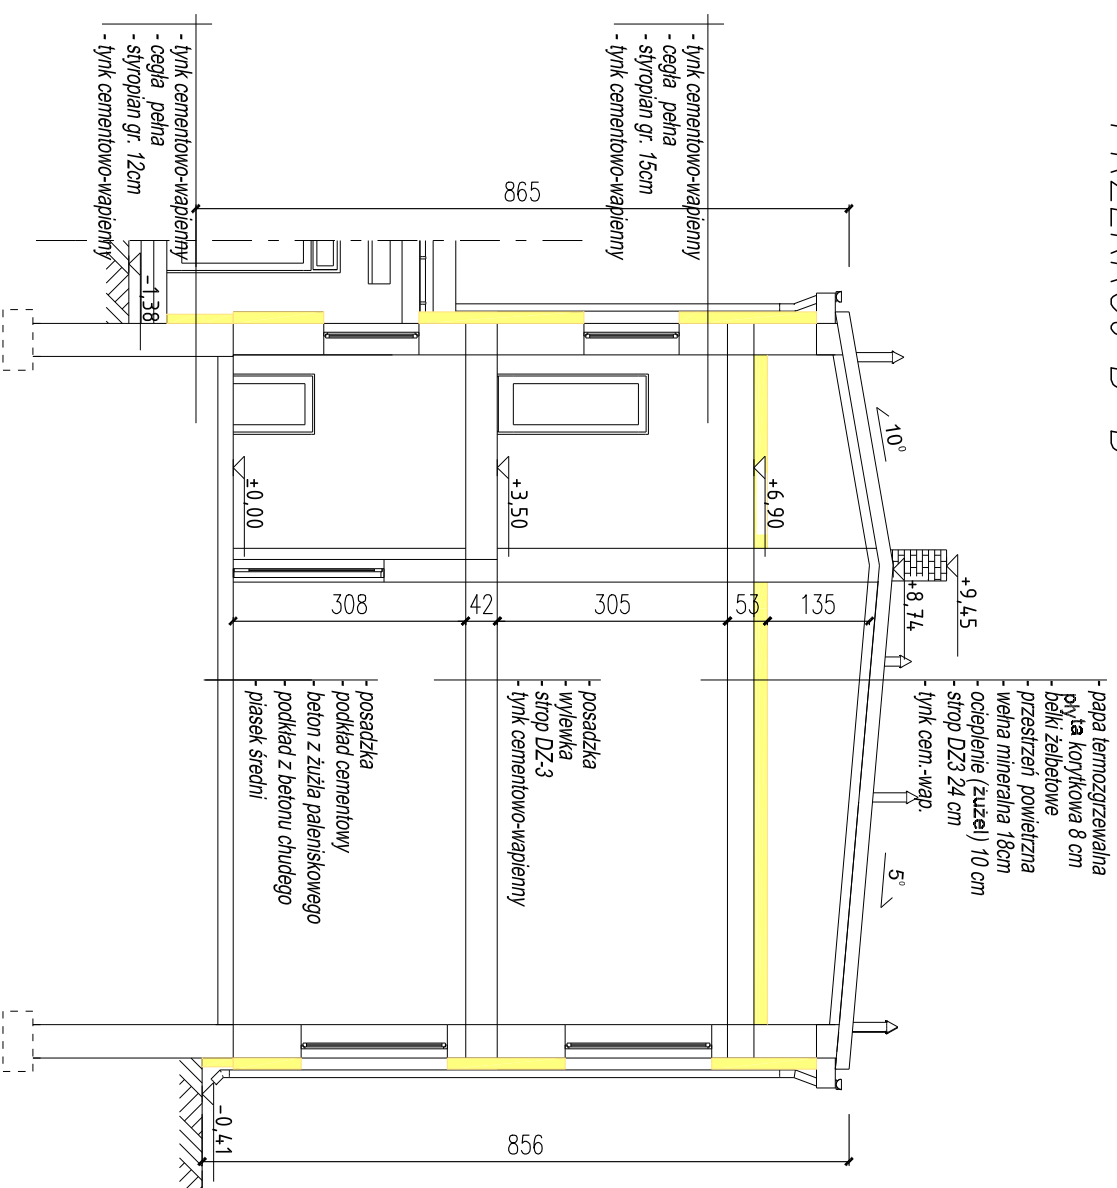 - papa termozgrzewalna
- płyta korytkowa 8 cm
- belki żelbetowe
- przestrzeń powietrzna
- wełna mineralna 18cm
- ocieplenie (żużel) 10 cm
- strop DZ3 24 cm
- tynk cem.-wap.
+9,45
+8,74
10°
5°
- tynk cementowo-wapienny
- cegła pełna
- styropian gr. 15cm
- tynk cementowo-wapienny
+6,90
135
53
305
42
308
865
856
- posadzka
- wylewka
- strop DZ-3
- tynk cementowo-wapienny
+3,50
- posadzka
- podkład cementowy
beton z żużla paleniskowego
- podkład z betonu chudego
- piasek średni
±0,00
- tynk cementowo-wapienny
- cegła pełna
- styropian gr. 12cm
- tynk cementowo-wapienny
-1,38
-0,41